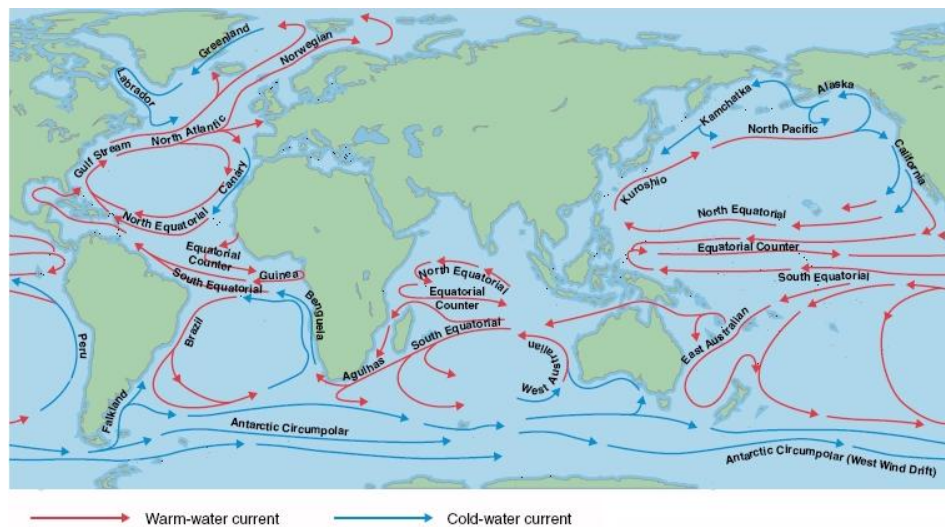 Greenland
Norwegian
Labrador
Alaska
Kamchatka
North Atlantic
North Pacific
Gulf Stream
California
Canary
Kuroshio
North Equatorial
North Equatorial
Equatorial
Counter
Equatorial Counter
Guinea
North Equatorial
South Equatorial
South Equatorial
Equatorial
Counter
Benguela
Brazil
South Equatorial
East Australian
Peru
West Australian
Agulhas
Falkland
Antarctic Circumpolar
Antarctic Circumpolar (West Wind Drift)
Warm-water current
Cold-water current